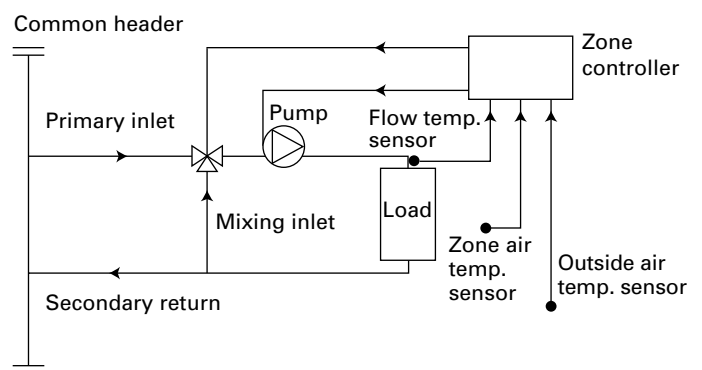 Common header
Zone
controller
Primary inlet
Pump
Flow temp.
sensor
Mixing inlet
Load
Zone air
temp.
sensor
Outside air
temp. sensor
Secondary return